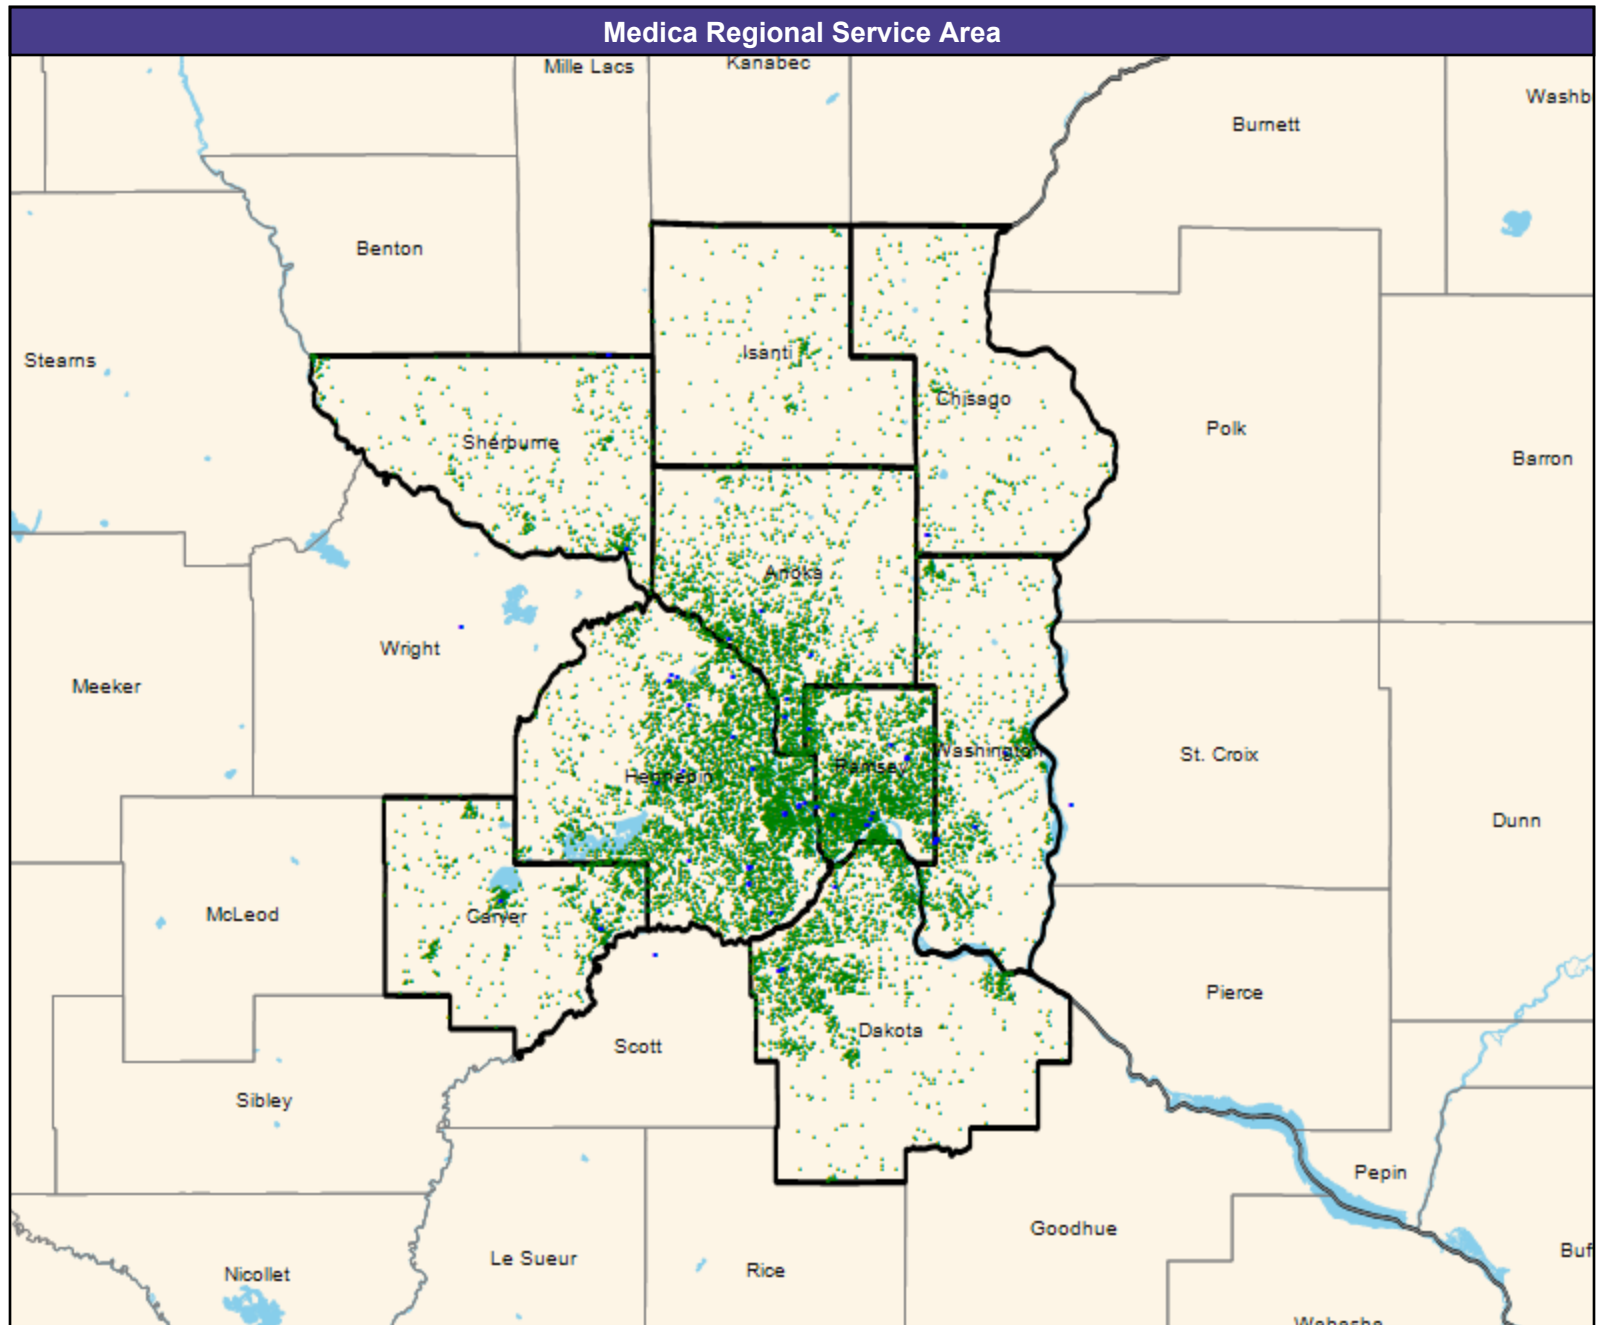 Medica Regional Service Area
Mille Lacs
Kanabec
Washb
Burnett
Benton
Stearns
Isanti
Chisago
Polk
Sherburne
Barron
Anoka
Wright
Meeker
Washington
St. Croix
Ramsey
Hennepin
Dunn
McLeod
Carver
Pierce
Dakota
Scott
Sibley
Pepin
Goodhue
Buf
Le Sueur
Rice
Nicollet
Wabasha